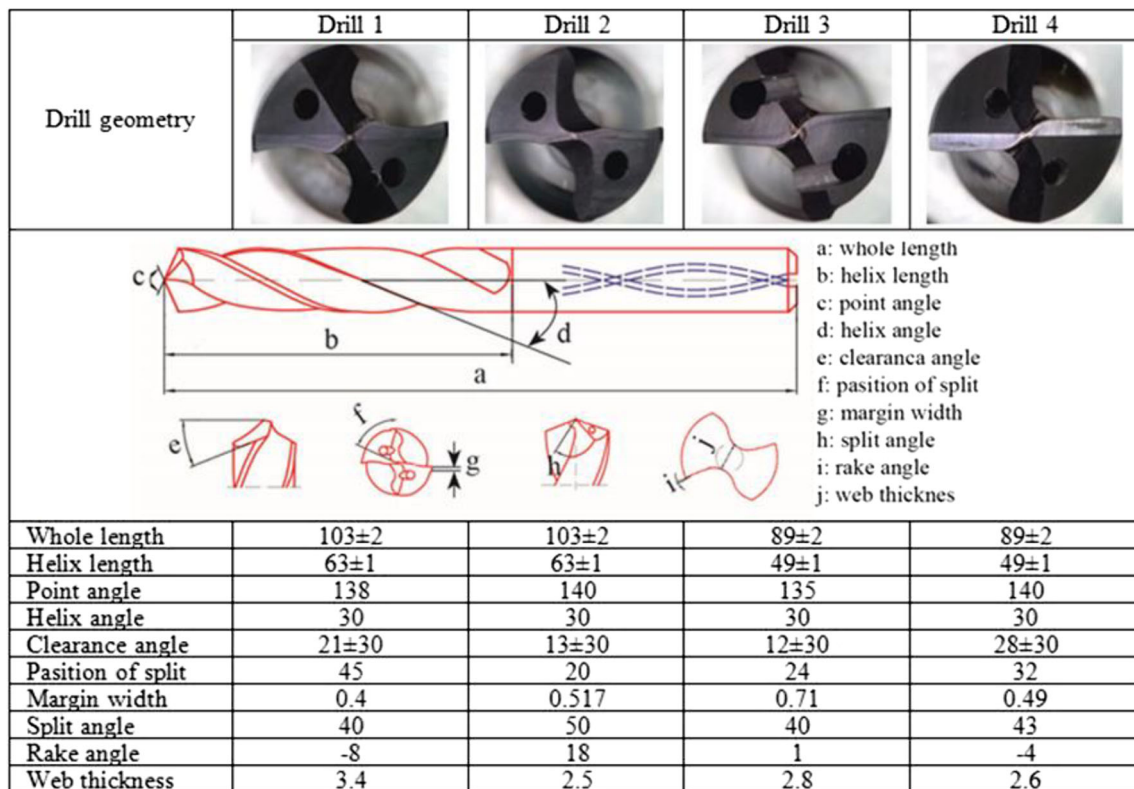 Drill 1 Drill 2 Drill 3 Drill 4
Drill geometry
a: whole length
b: helix length
c: point angle
d: helix angle
e: clearanca angle
f: pasition of split
g: margin width
h: split angle
i: rake angle
j: web thicknes
c
d
b
a
e
f
g
h
i
j
Whole length 103±2 103±2 89±2 89±2
Helix length 63±1 63±1 49±1 49±1
Point angle 138 140 135 140
Helix angle 30 30 30 30
Clearance angle 21±30 13±30 12±30 28±30
Pasition of split 45 20 24 32
Margin width 0.4 0.517 0.71 0.49
Split angle 40 50 40 43
Rake angle -8 18 1 -4
Web thickness 3.4 2.5 2.8 2.6